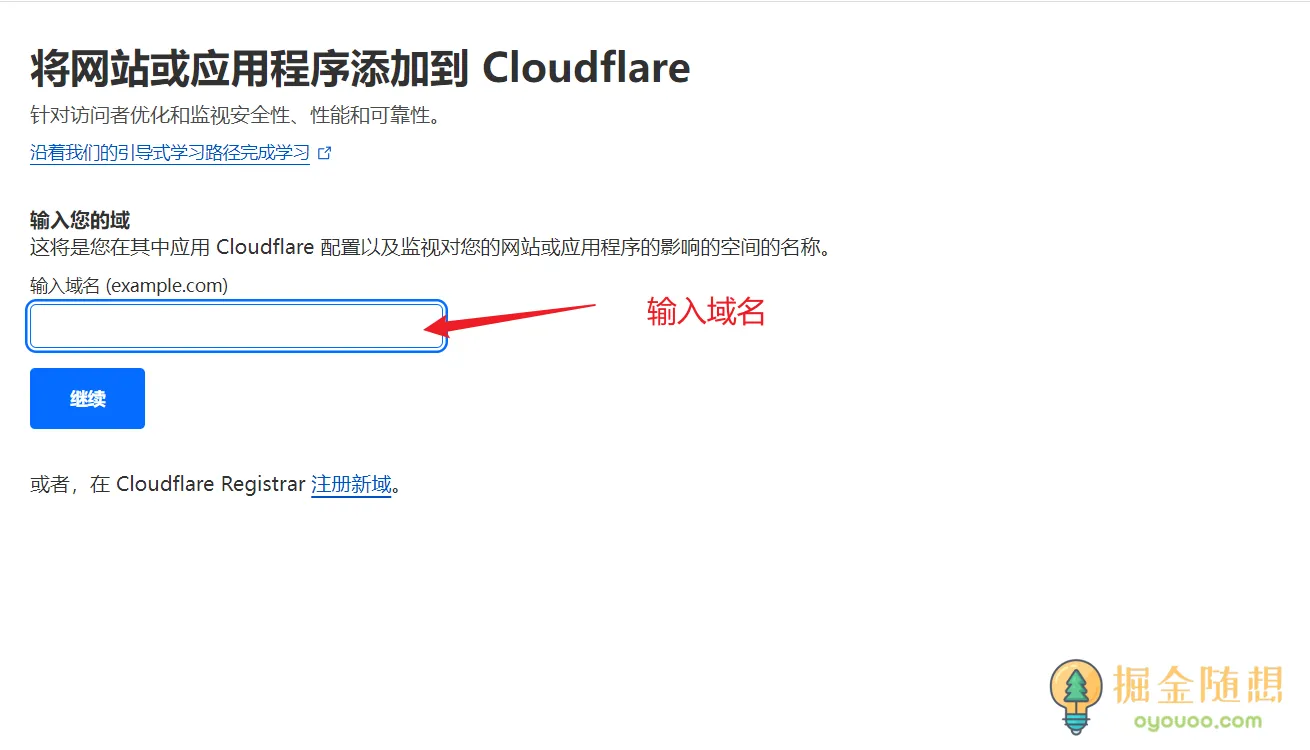 将网站或应用程序添加到 Cloudflare
针对访问者优化和监视安全性、性能和可靠性。
沿着我们的引导式学习路径完成学习
输入您的域
这将是您在其中应用 Cloudflare 配置以及监视对您的网站或应用程序的影响的空间的名称。
输入域名 (example.com)
输入域名
继续
或者，在 Cloudflare Registrar 注册新域。
掘金随想
oyouoo.com